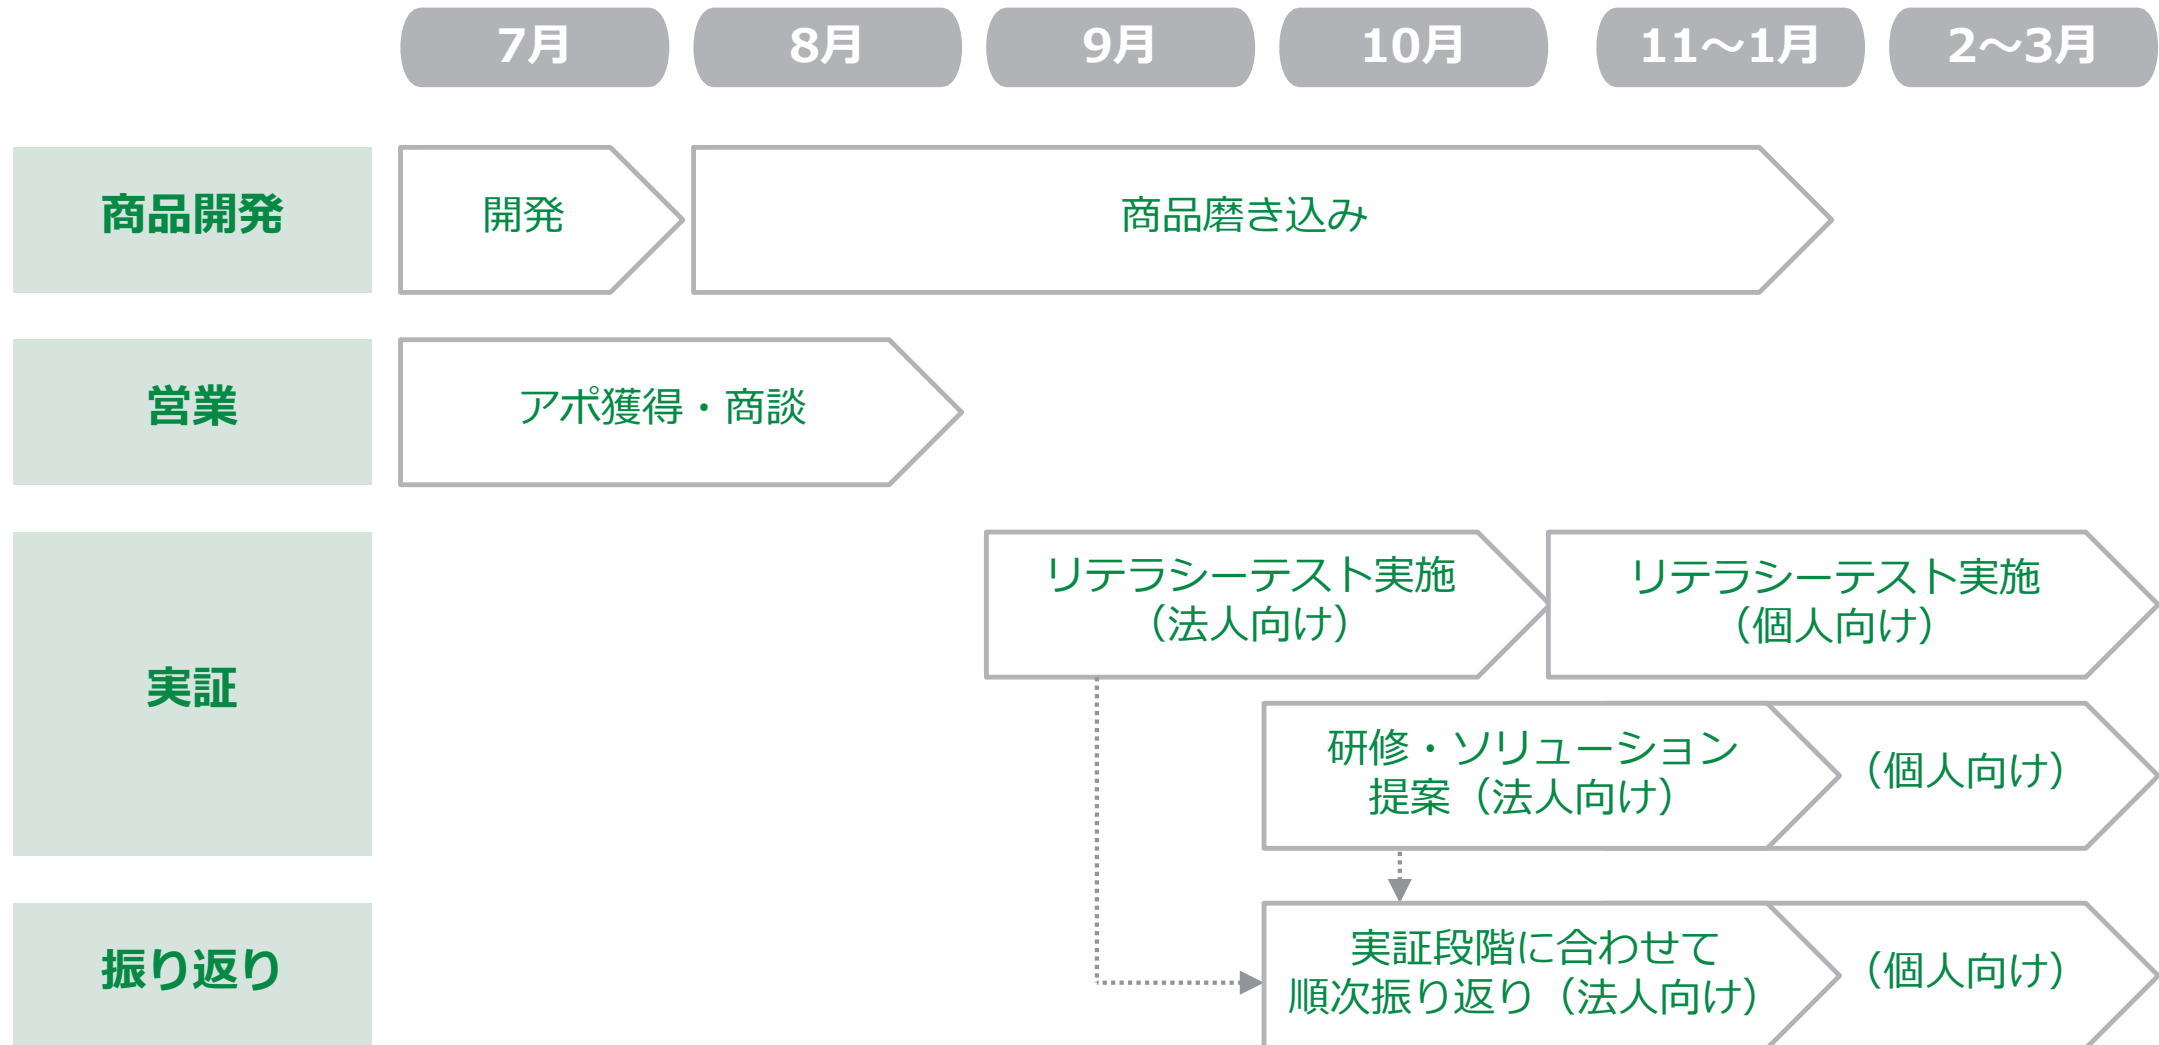 7月
8月
9月
10月
11～1月
2～3月
商品開発
開発
商品磨き込み
営業
アポ獲得・商談
実証
リテラシーテスト実施
（法人向け）
リテラシーテスト実施
（個人向け）
研修・ソリューション
提案（法人向け）
（個人向け）
振り返り
実証段階に合わせて
順次振り返り（法人向け）
（個人向け）